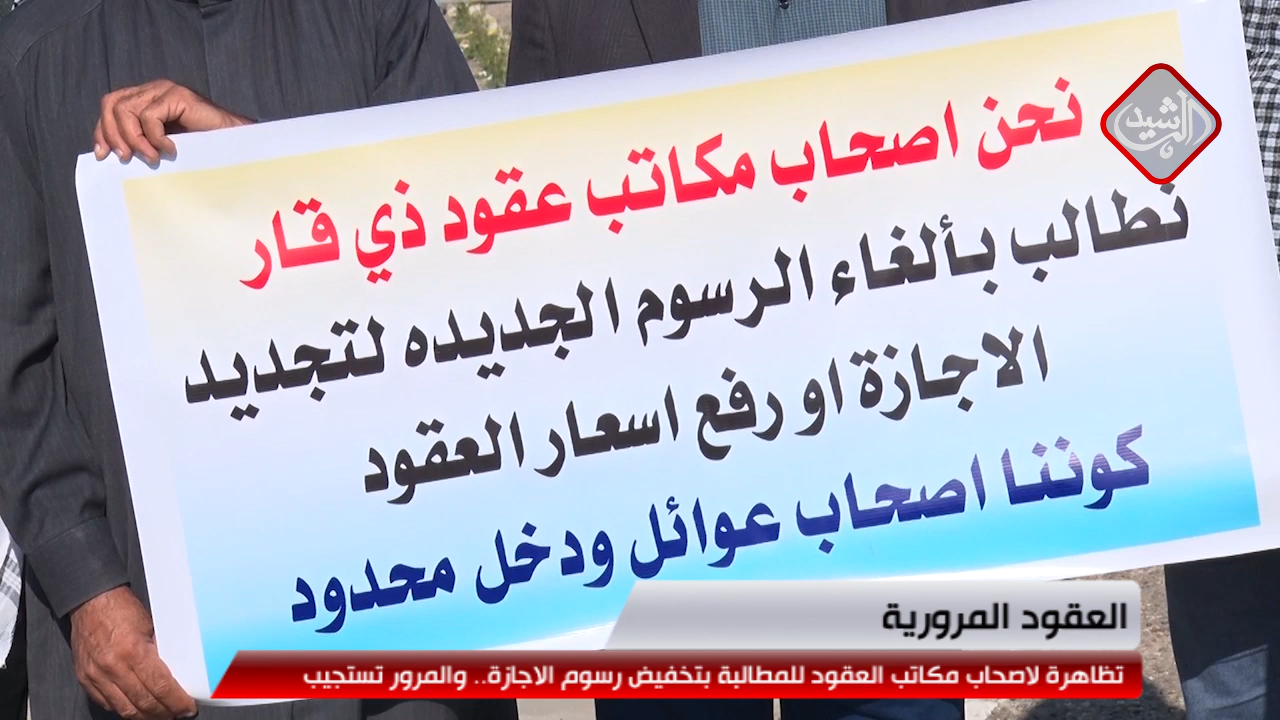 نحن اصحاب مكاتب عقود ذي قار
نطالب بألغاء الرسوم الجديده لتجديد
الاجازة او رفع اسعار العقود
كوننا اصحاب عوائل ودخل محدود
الرشيد
العقود المرورية
تظاهرة لاصحاب مكاتب العقود للمطالبة بتخفيض رسوم الاجازة.. والمرور تستجيب